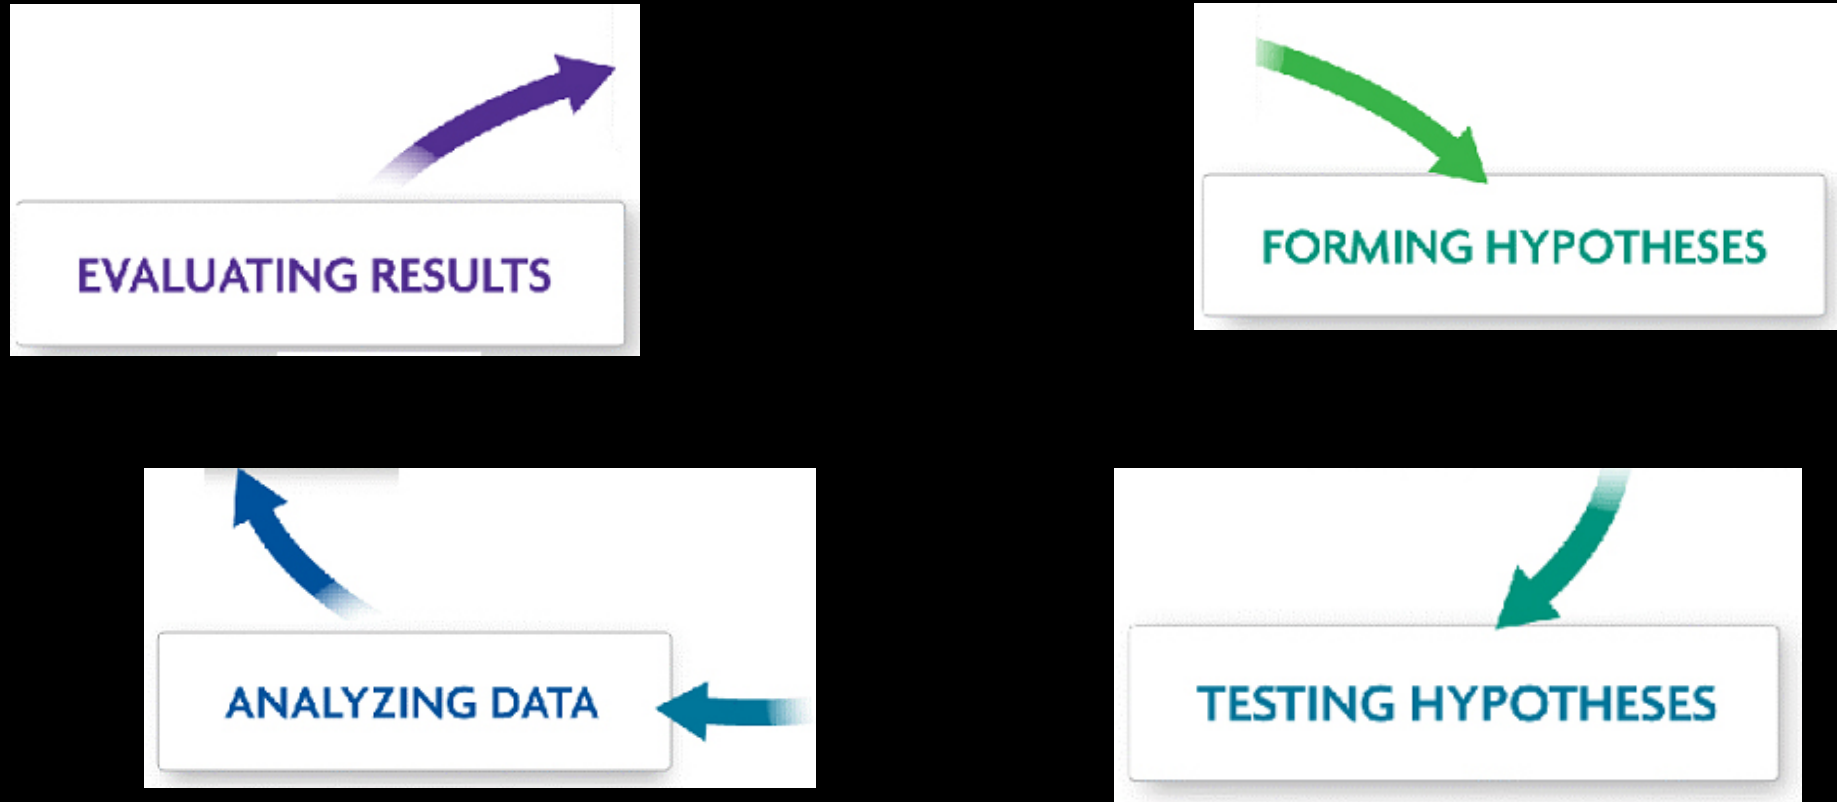 EVALUATING RESULTS
FORMING HYPOTHESES
ANALYZING DATA
TESTING HYPOTHESES